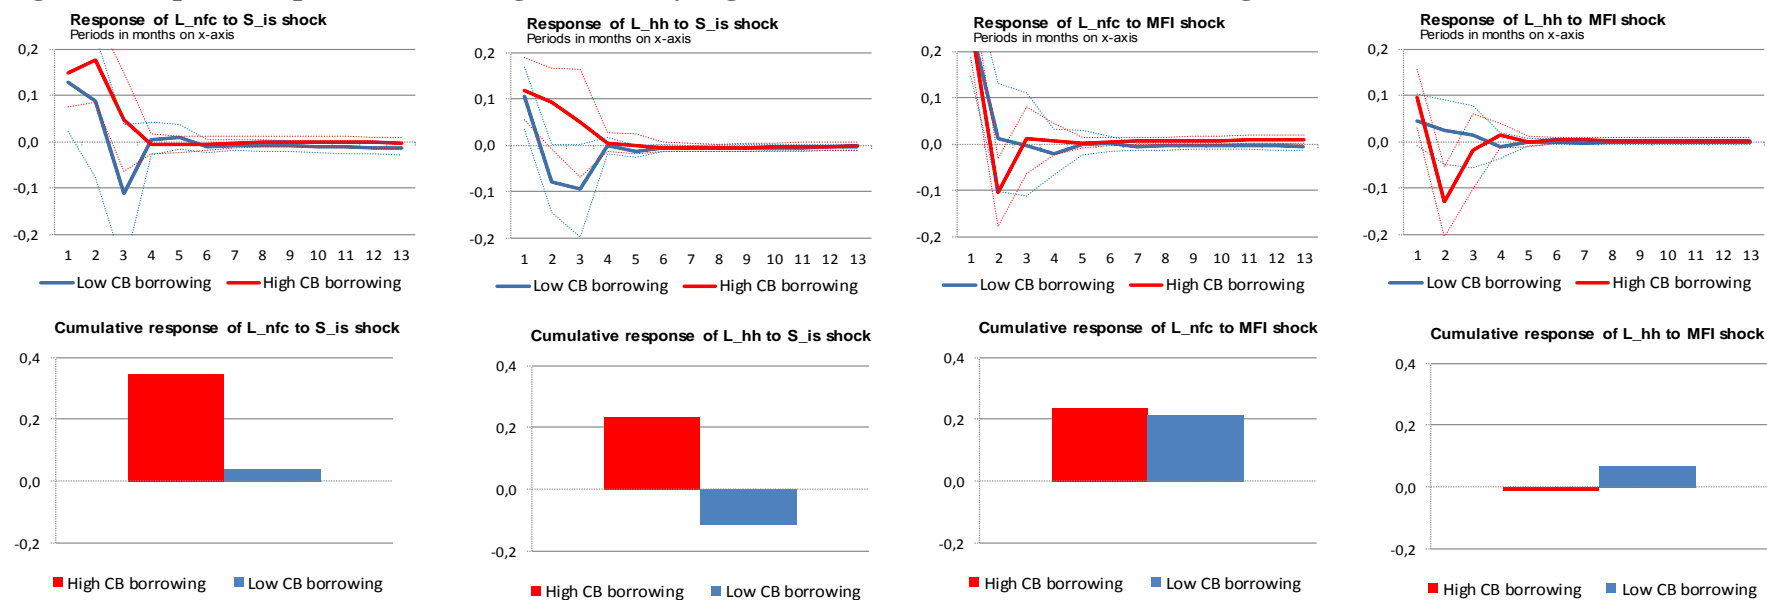 Response of L_nfc to S_is shock
Periods in months on x-axis
0,2
0,1
0,0
-0,1
-0,2
1 2 3 4 5 6 7 8 9 10 11 12 13
Low CB borrowing High CB borrowing
Response of L_hh to S_is shock
Periods in months on x-axis
0,2
0,1
0,0
-0,1
-0,2
1 2 3 4 5 6 7 8 9 10 11 12 13
Low CB borrowing High CB borrowing
Response of L_nfc to MFI shock
Periods in months on x-axis
0,2
0,1
0,0
-0,1
-0,2
1 2 3 4 5 6 7 8 9 10 11 12 13
Low CB borrowing High CB borrowing
Response of L_hh to MFI shock
Periods in months on x-axis
0,2
0,1
0,0
-0,1
-0,2
1 2 3 4 5 6 7 8 9 10 11 12 13
Low CB borrowing High CB borrowing
Cumulative response of L_nfc to S_is shock
0,4
0,2
0,0
-0,2
High CB borrowing Low CB borrowing
Cumulative response of L_hh to S_is shock
0,4
0,2
0,0
-0,2
High CB borrowing Low CB borrowing
Cumulative response of L_nfc to MFI shock
0,4
0,2
0,0
-0,2
High CB borrowing Low CB borrowing
Cumulative response of L_hh to MFI shock
0,4
0,2
0,0
-0,2
High CB borrowing Low CB borrowing